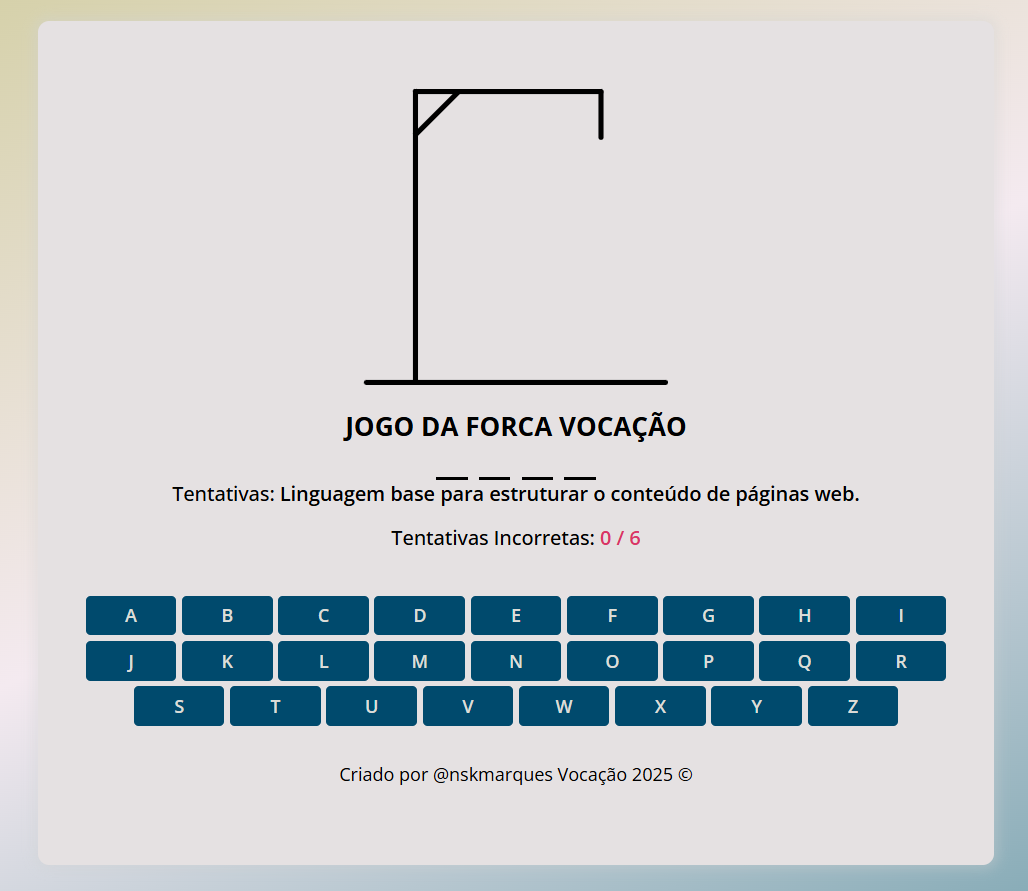 JOGO DA FORCA VOCAÇÃO
Tentativas: Linguagem base para estruturar o conteúdo de páginas web.
Tentativas Incorretas: 0 / 6
A B C D E F G H I
J K L M N O P Q R
S T U V W X Y Z
Criado por @nskmarques Vocação 2025 ©